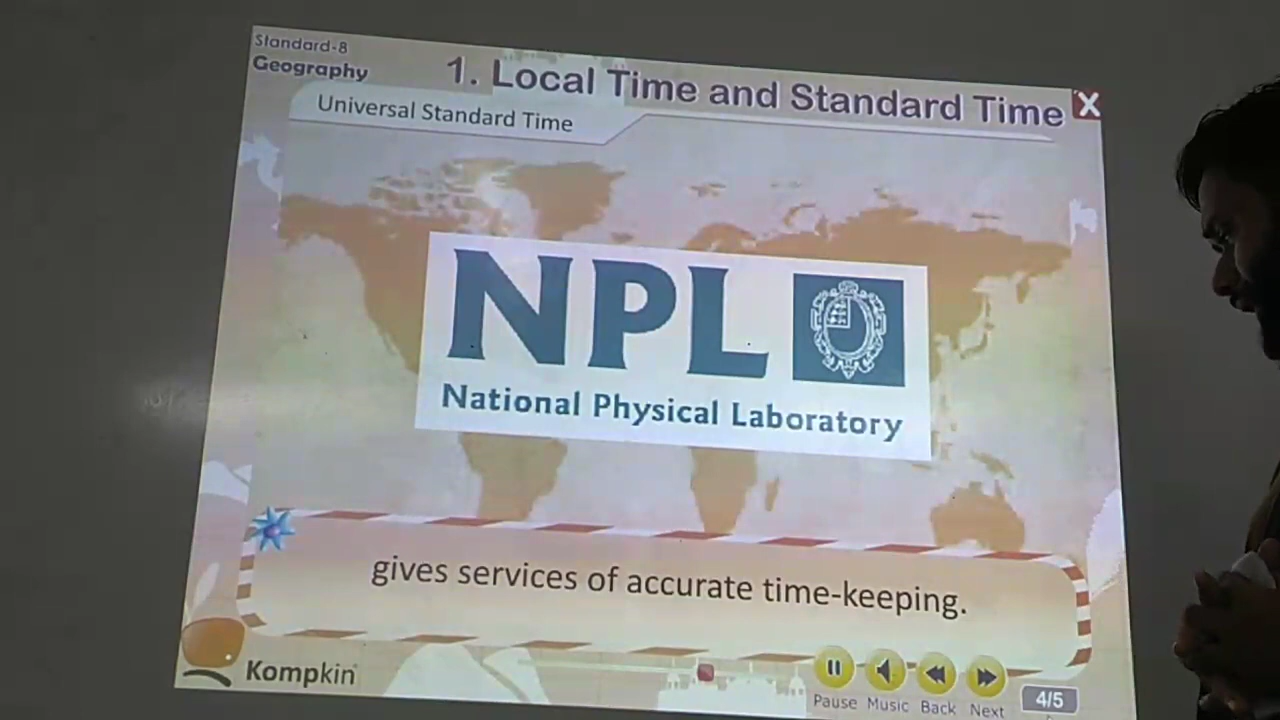 Standard-8
Geography
1. Local Time and Standard Time
X
Universal Standard Time
NPL
National Physical Laboratory
gives services of accurate time-keeping.
Kompkin
Pause Music Back Next
4/5